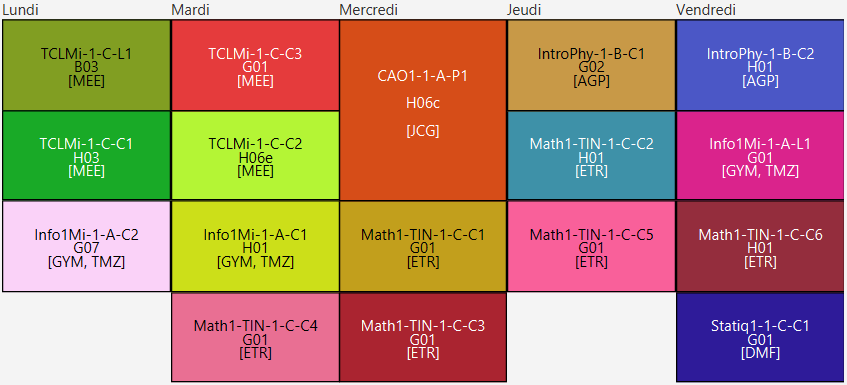 Lundi
Mardi
Mercredi
Jeudi
Vendredi
TCLMi-1-C-L1
B03
[MEE]
TCLMi-1-C-C3
G01
[MEE]
CAO1-1-A-P1
H06c
[JCG]
IntroPhy-1-B-C1
G02
[AGP]
IntroPhy-1-B-C2
H01
[AGP]
TCLMi-1-C-C1
H03
[MEE]
TCLMi-1-C-C2
H06e
[MEE]
Math1-TIN-1-C-C2
H01
[ETR]
Info1Mi-1-A-L1
G01
[GYM, TMZ]
Info1Mi-1-A-C2
G07
[GYM, TMZ]
Info1Mi-1-A-C1
H01
[GYM, TMZ]
Math1-TIN-1-C-C1
G01
[ETR]
Math1-TIN-1-C-C5
G01
[ETR]
Math1-TIN-1-C-C6
H01
[ETR]
Math1-TIN-1-C-C4
G01
[ETR]
Math1-TIN-1-C-C3
G01
[ETR]
Statiq1-1-C-C1
G01
[DMF]